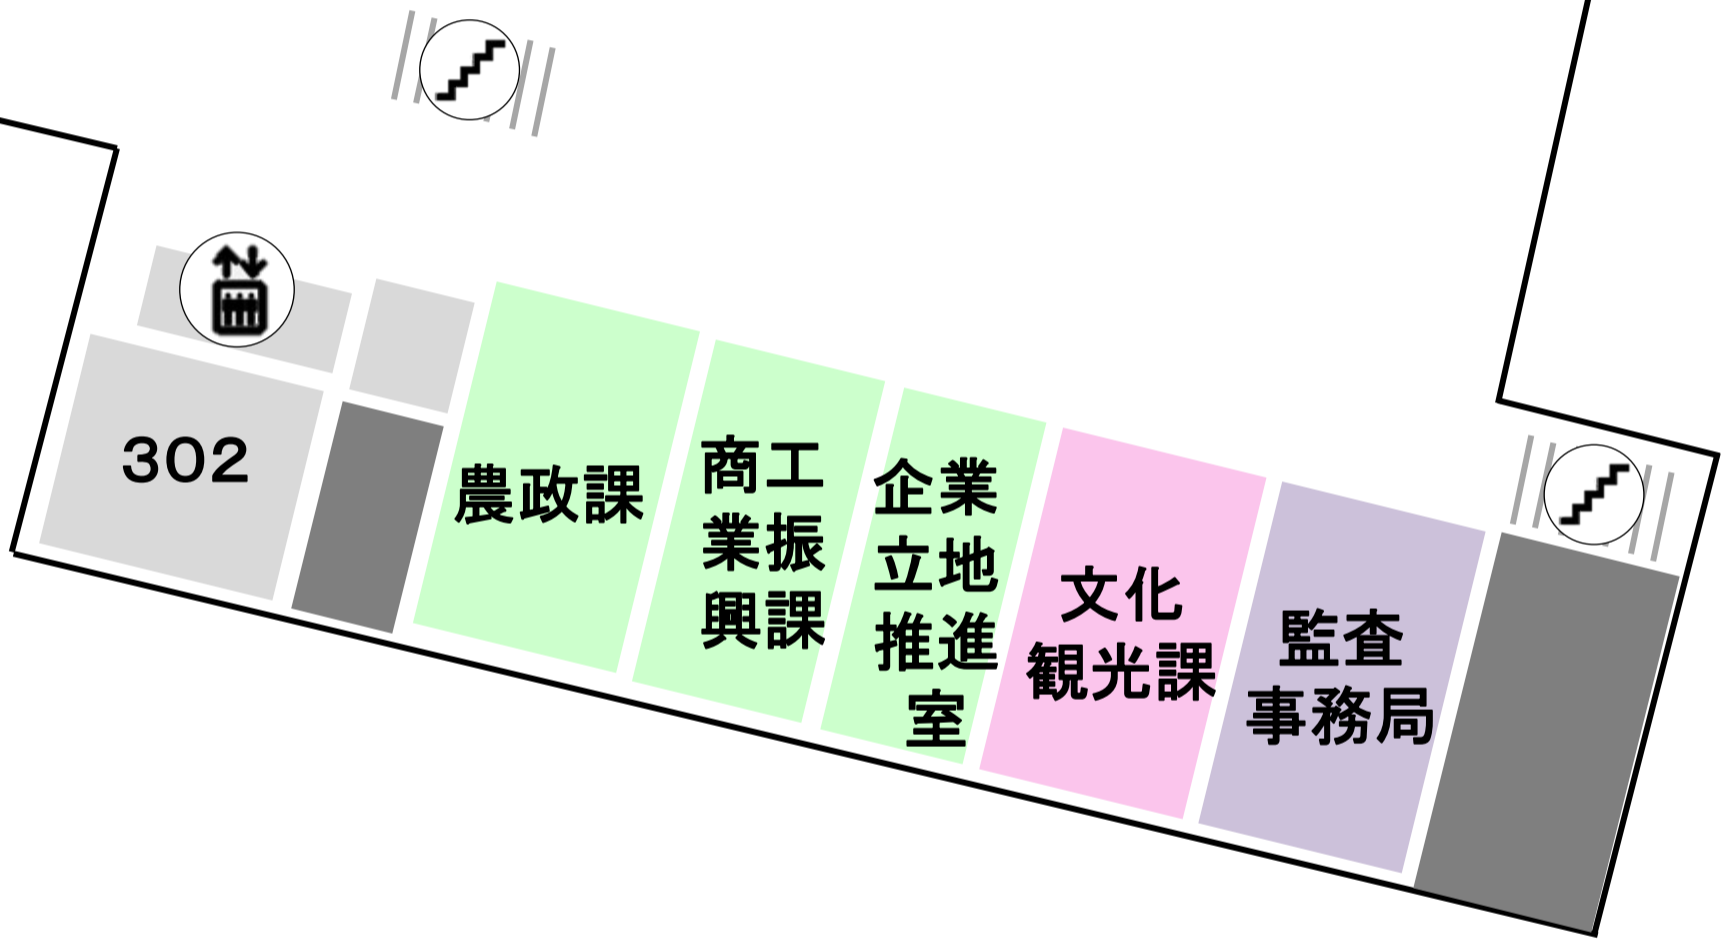 302
農政課
商工
業振
興課
企業
立地
推進
室
文化
観光課
監査
事務局